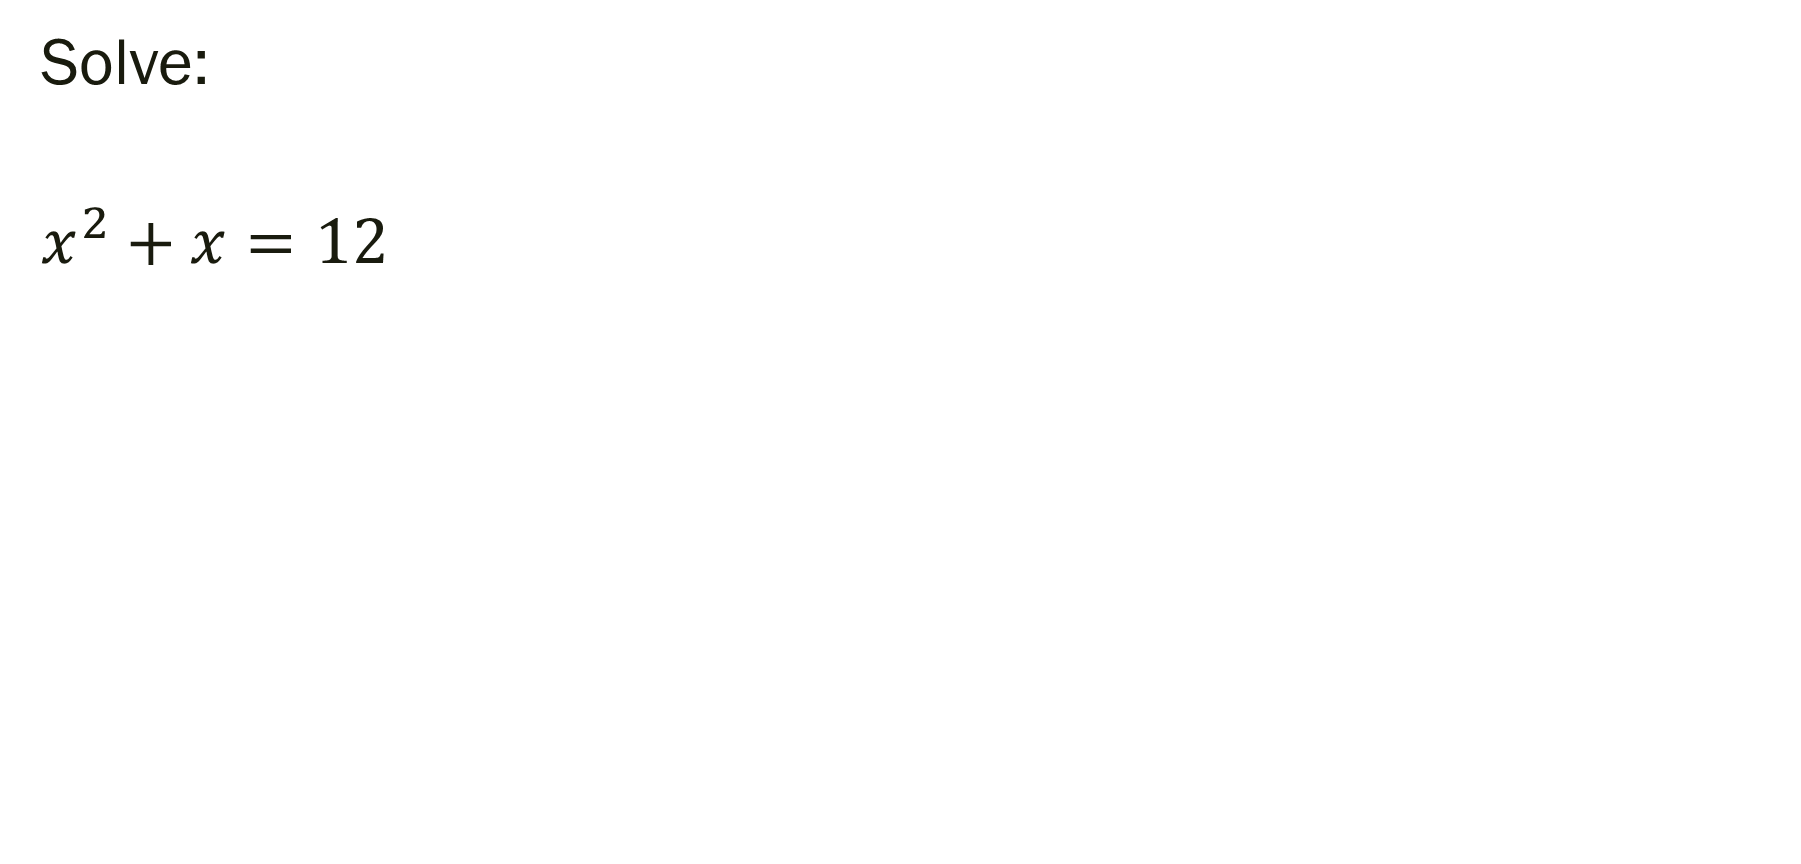 Solve:
x² + x = 12